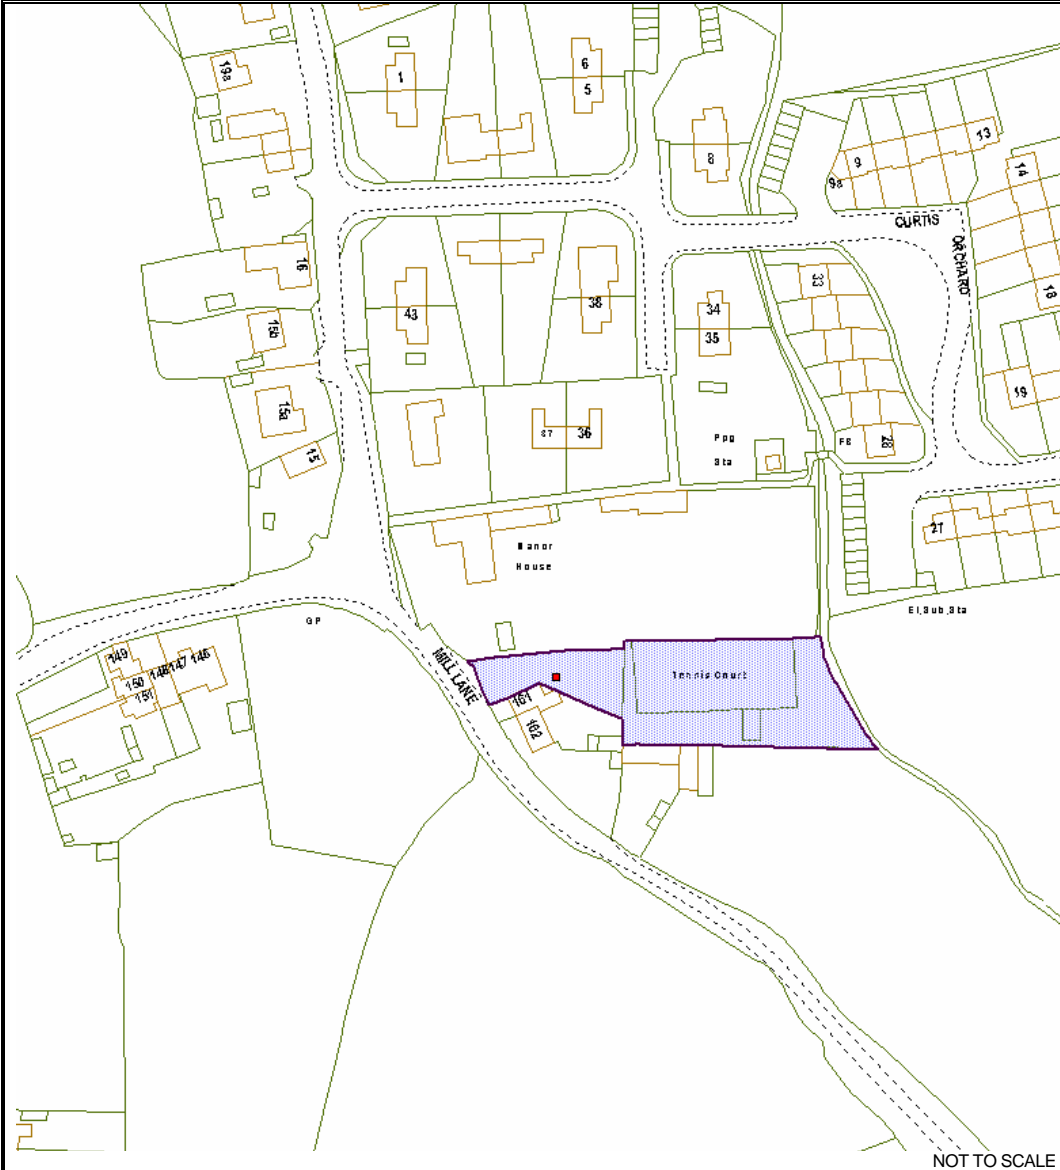 19a
1
6
5
8
9
9a
13
14
CURTIS
ORCHARD
16
15b
15a
15
43
38
34
35
33
18
19
37
36
Ppg
Sta
FB
28
27
Manor
House
El,Sub,Sta
GP
149
150
151
148
147
146
MILL LANE
161
162
Tennis Court
NOT TO SCALE